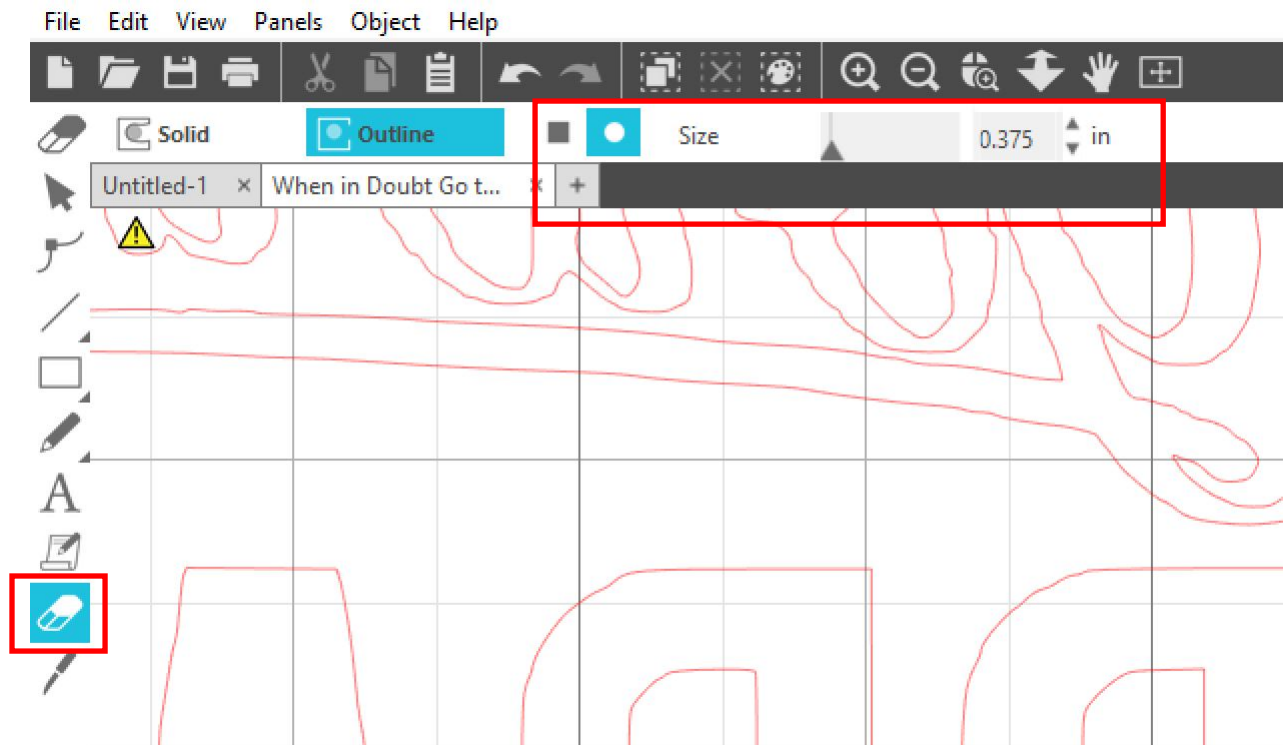 File Edit View Panels Object Help
Solid Outline Size 0.375 in
Untitled-1 × When in Doubt Go t... × +
A